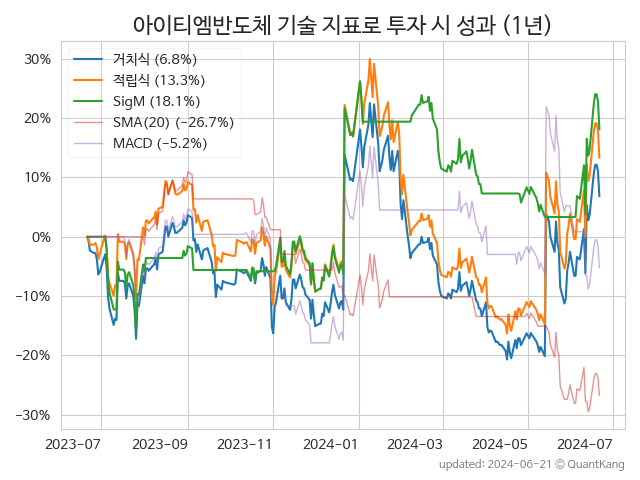 아이티엠반도체 기술 지표로 투자 시 성과 (1년)
거치식 (6.8%)
적립식 (13.3%)
SigM (18.1%)
SMA(20) (−26.7%)
MACD (−5.2%)
30%
20%
10%
0%
−10%
−20%
−30%
2023-07 2023-09 2023-11 2024-01 2024-03 2024-05 2024-07
updated: 2024-06-21 ⓒ QuantKang